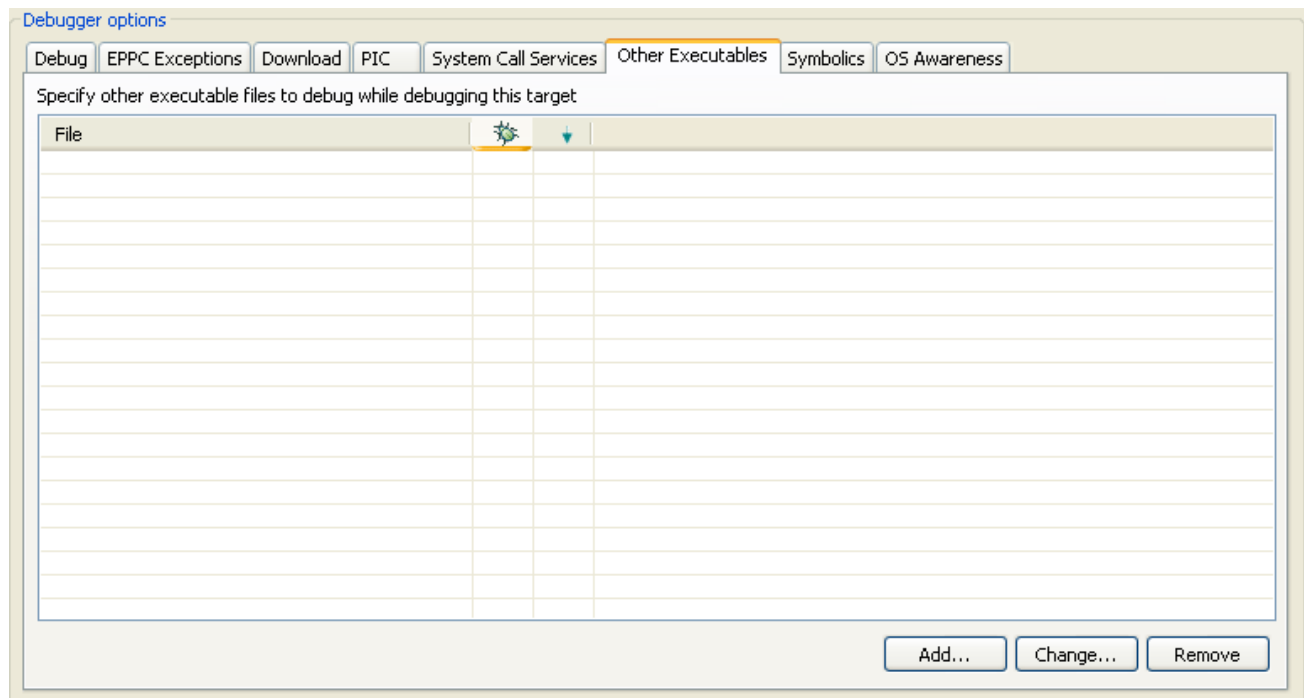 Debugger options
Debug EPPC Exceptions Download PIC System Call Services Other Executables Symbolics OS Awareness
Specify other executable files to debug while debugging this target
File
Add... Change... Remove